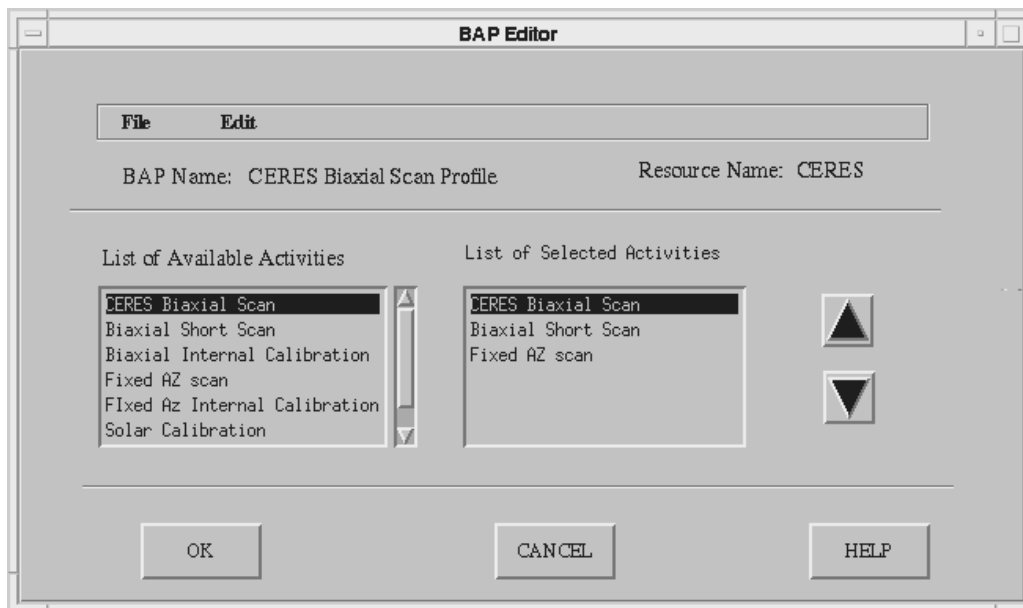 BAP Editor
File Edit
BAP Name: CERES Biaxial Scan Profile
Resource Name: CERES
List of Available Activities
CERES Biaxial Scan
Biaxial Short Scan
Biaxial Internal Calibration
Fixed AZ scan
FIxed Az Internal Calibration
Solar Calibration
List of Selected Activities
CERES Biaxial Scan
Biaxial Short Scan
Fixed AZ scan
OK
CANCEL
HELP